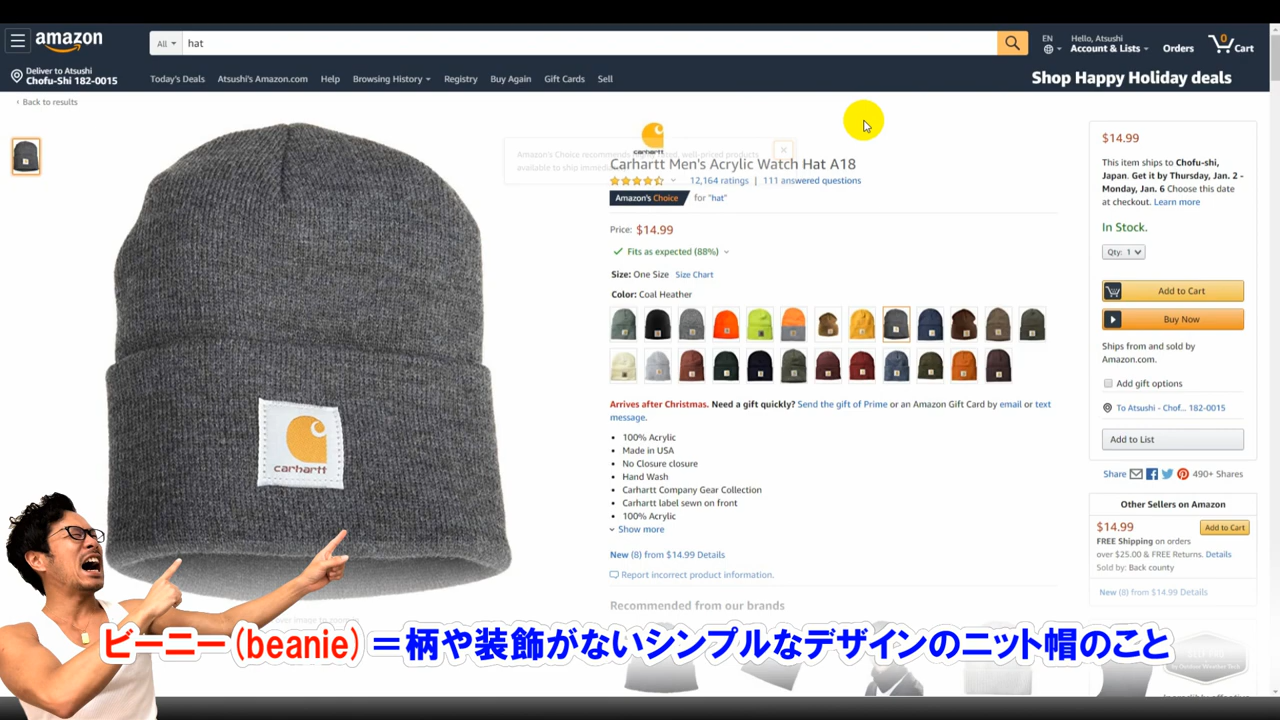 amazon
All
hat
EN
Hello, Atsushi
Account & Lists
Orders
0
Cart
Deliver to Atsushi
Chofu-Shi 182-0015
Today's Deals
Atsushi's Amazon.com
Help
Browsing History
Registry
Buy Again
Gift Cards
Sell
Shop Happy Holiday deals
‹ Back to results
carhartt
Amazon's Choice recommends
well-priced products
available to ship
Carhartt Men's Acrylic Watch Hat A18
12,164 ratings | 111 answered questions
Amazon's Choice for "hat"
Price: $14.99
Fits as expected (88%)
Size: One Size Size Chart
Color: Coal Heather
Arrives after Christmas. Need a gift quickly? Send the gift of Prime or an Amazon Gift Card by email or text
message.
• 100% Acrylic
• Made in USA
• No Closure closure
• Hand Wash
• Carhartt Company Gear Collection
• Carhartt label sewn on front
• 100% Acrylic
Show more
New (8) from $14.99 Details
Report incorrect product information.
Recommended from our brands
$14.99
This item ships to Chofu-shi,
Japan. Get it by Thursday, Jan. 2 -
Monday, Jan. 6 Choose this date
at checkout. Learn more
In Stock.
Qty: 1
Add to Cart
Buy Now
Ships from and sold by
Amazon.com.
Add gift options
To Atsushi - Chof... 182-0015
Add to List
Share 490+ Shares
Other Sellers on Amazon
$14.99
Add to Cart
FREE Shipping on orders
over $25.00 & FREE Returns. Details
Sold by: Back county
New (8) from $14.99 Details
carhartt
ビーニー(beanie)＝柄や装飾がないシンプルなデザインのニット帽のこと